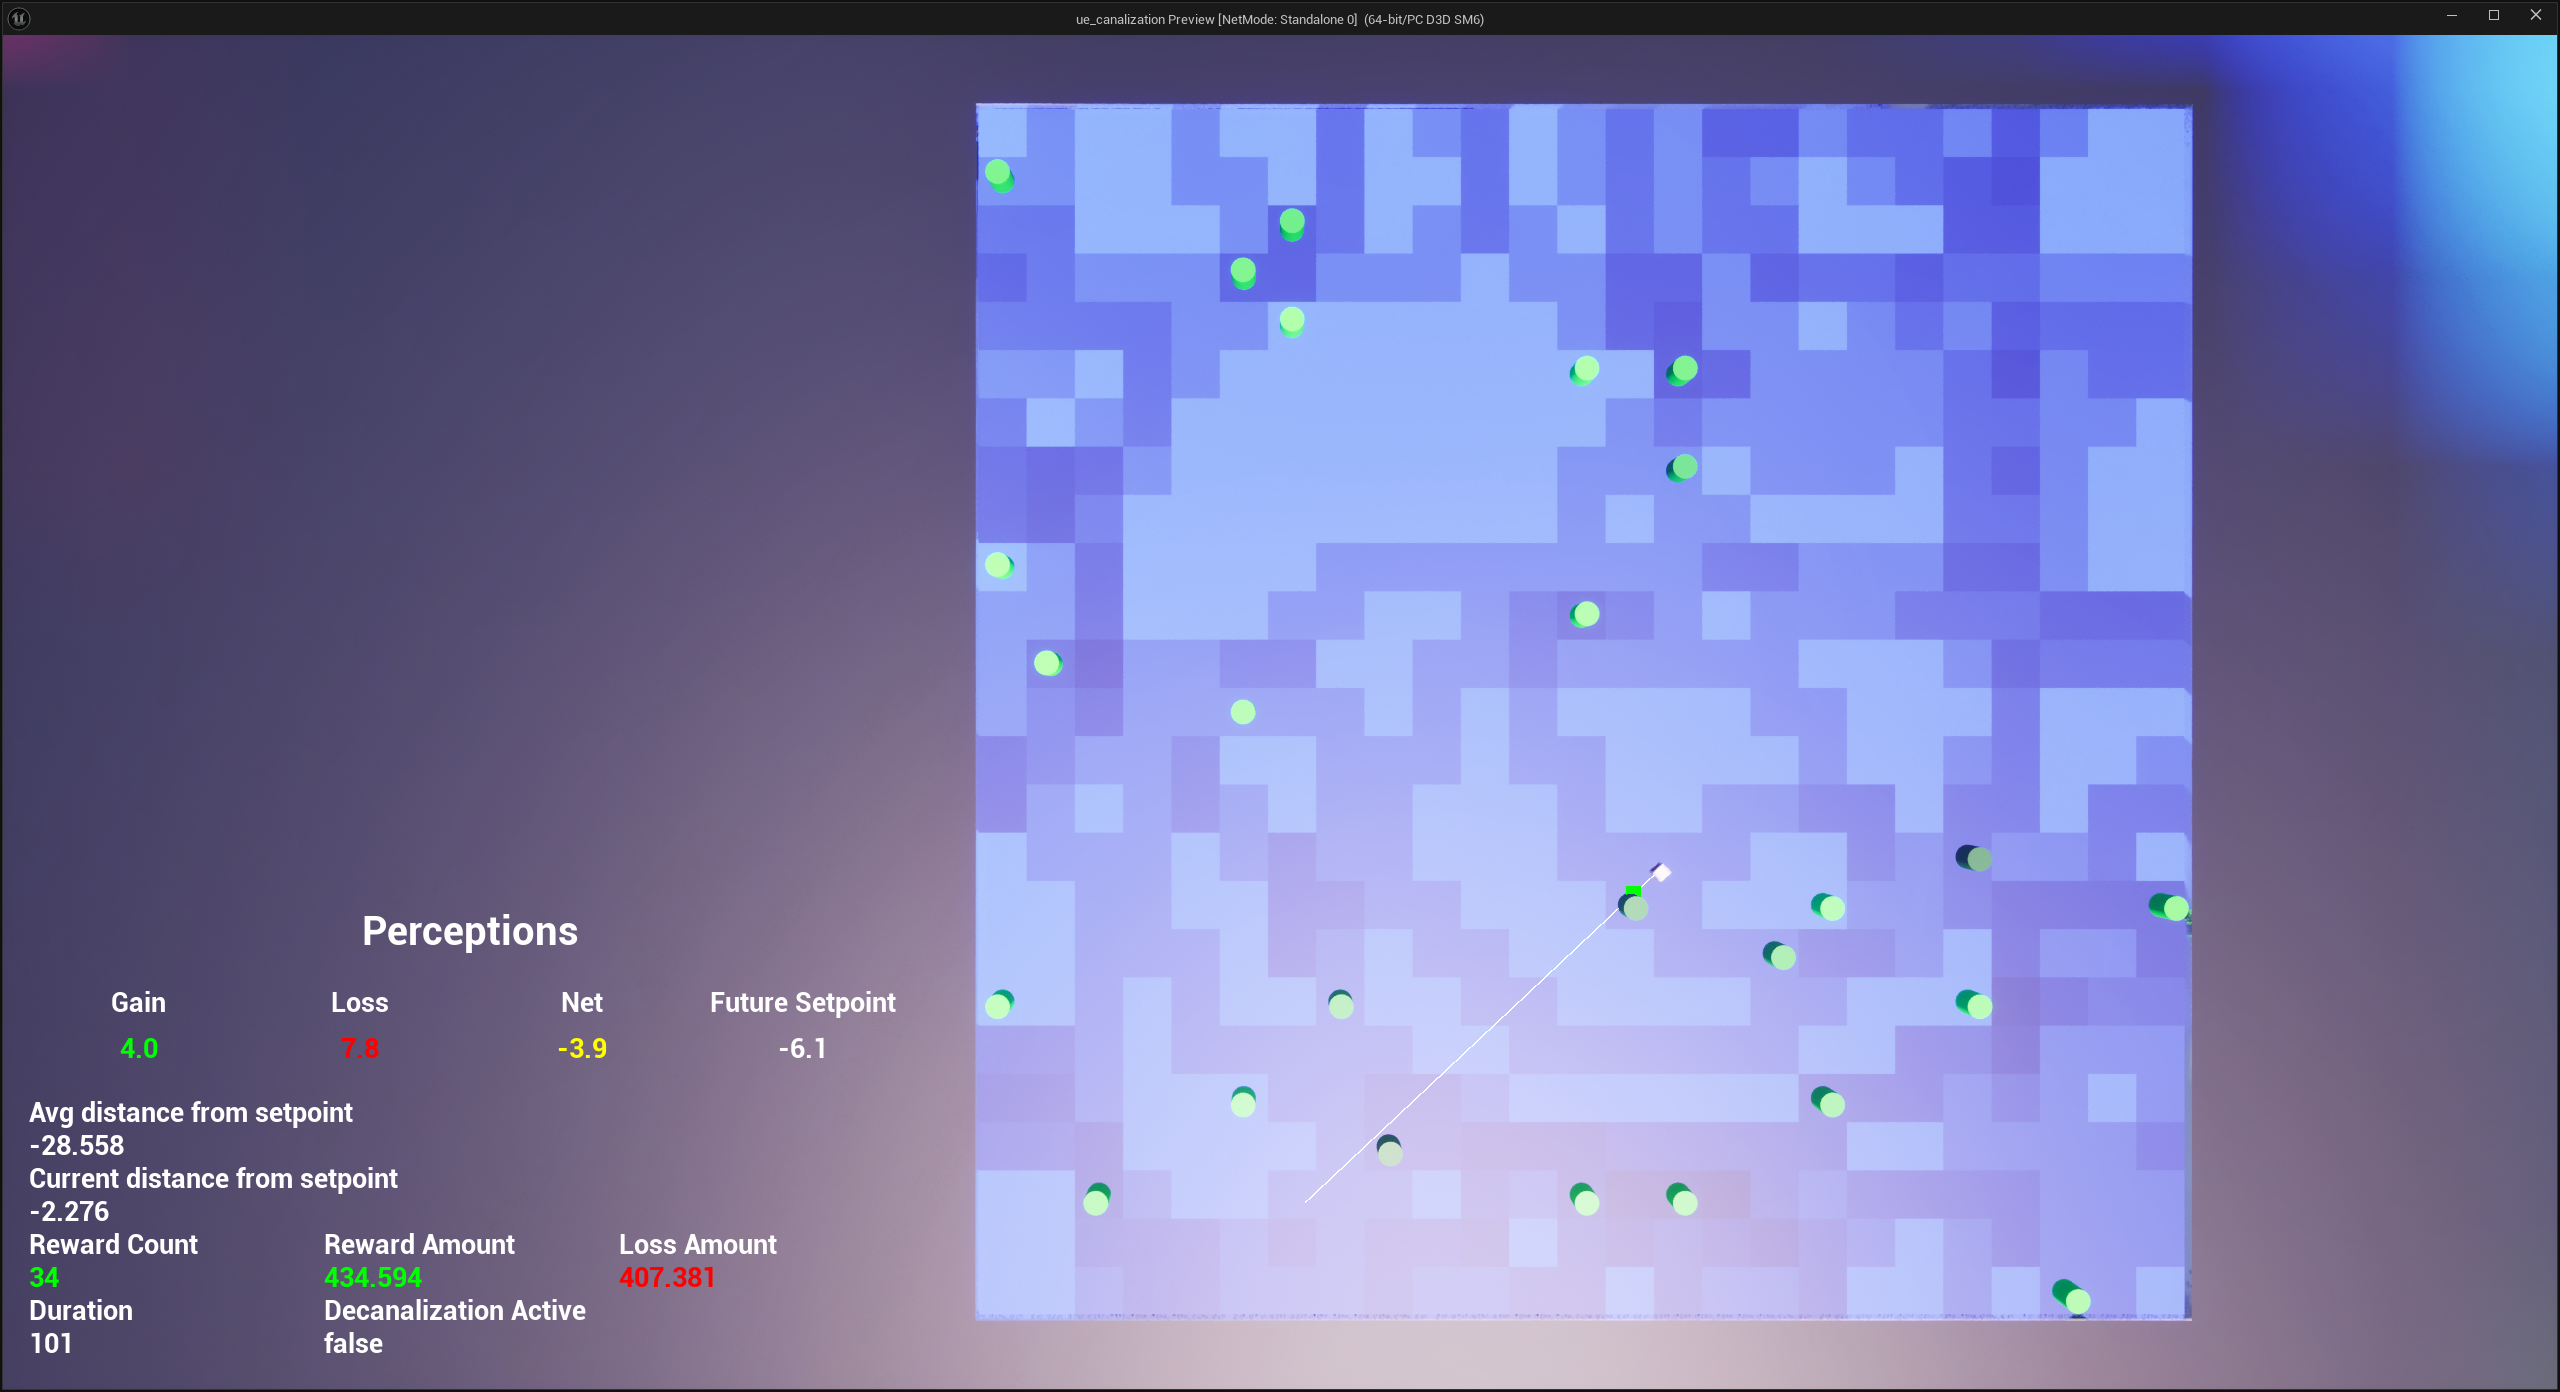 ue_canalization Preview [NetMode: Standalone 0] (64-bit/PC D3D SM6)
Perceptions
Gain Loss Net Future Setpoint
4.0 7.8 -3.9 -6.1
Avg distance from setpoint
-28.558
Current distance from setpoint
-2.276
Reward Count Reward Amount Loss Amount
34 434.594 407.381
Duration Decanalization Active
101 false